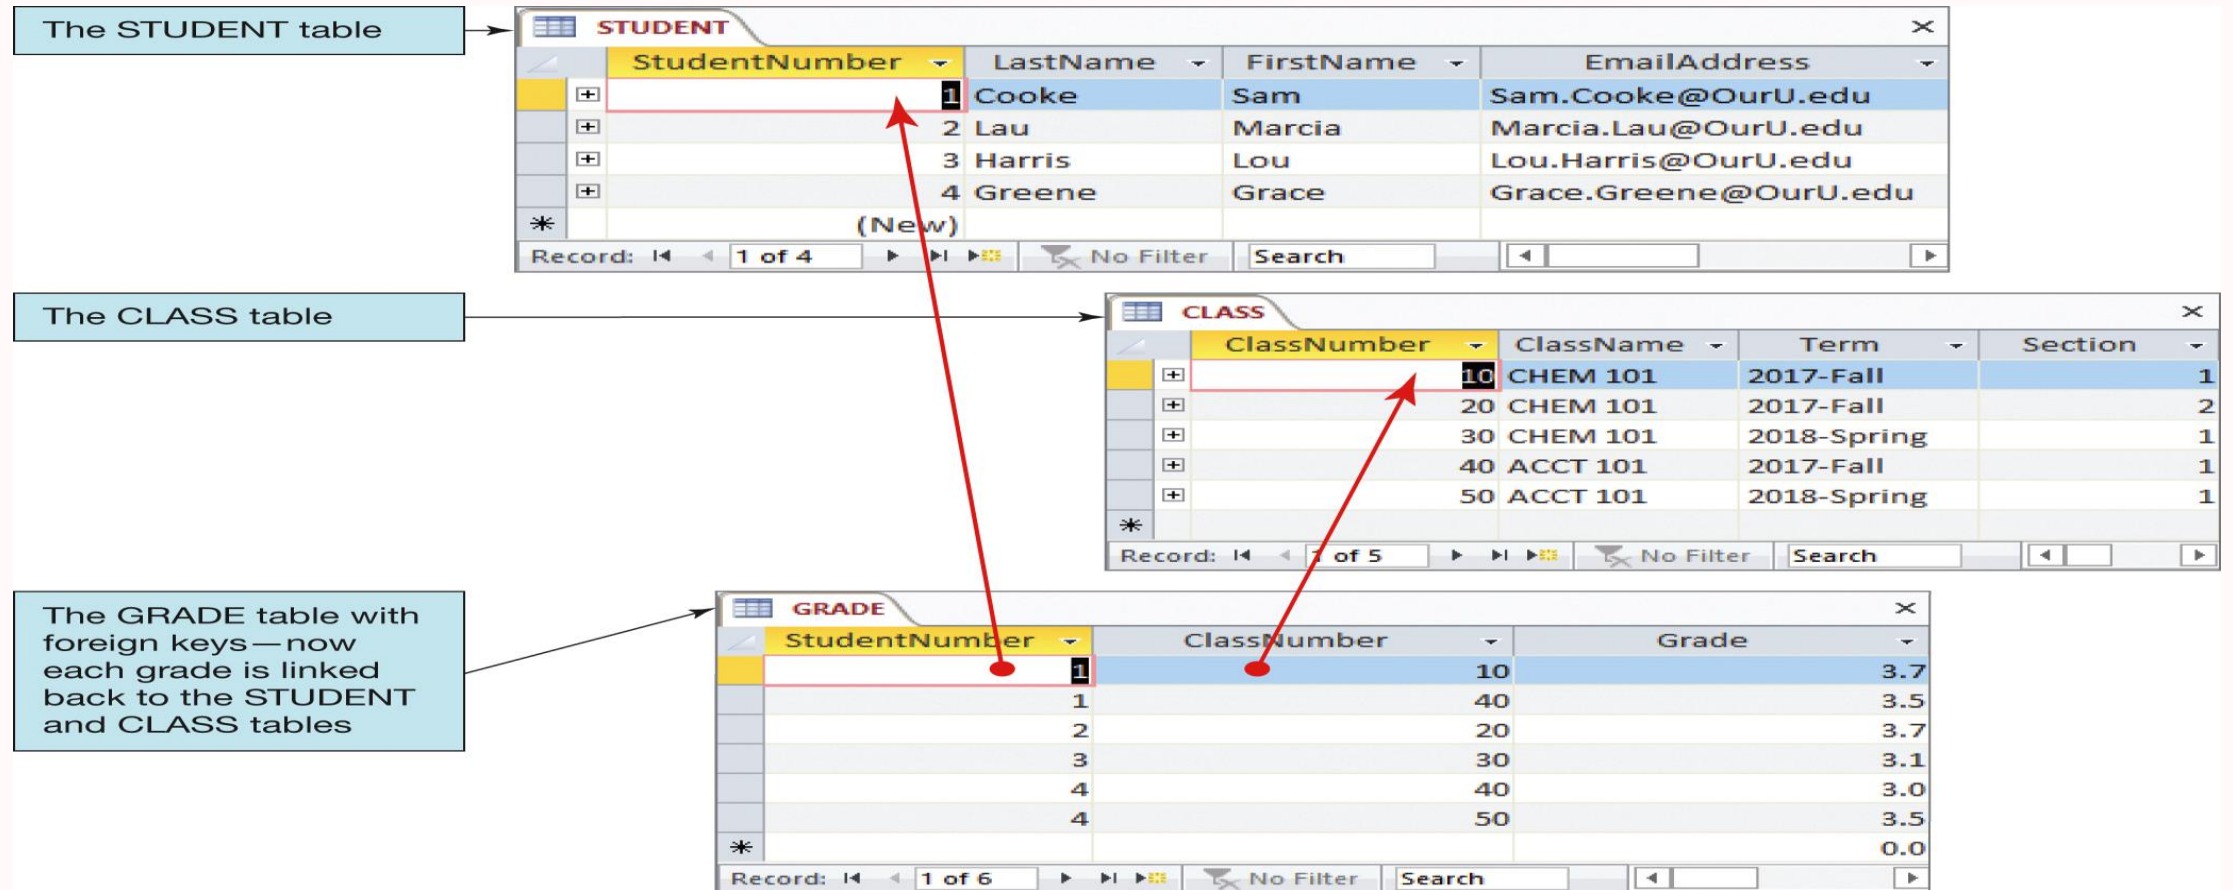 The STUDENT table
STUDENT
StudentNumber LastName FirstName EmailAddress
1 Cooke Sam Sam.Cooke@OurU.edu
2 Lau Marcia Marcia.Lau@OurU.edu
3 Harris Lou Lou.Harris@OurU.edu
4 Greene Grace Grace.Greene@OurU.edu
(New)
Record: 1 of 4 No Filter Search
The CLASS table
CLASS
ClassNumber ClassName Term Section
10 CHEM 101 2017-Fall 1
20 CHEM 101 2017-Fall 2
30 CHEM 101 2018-Spring 1
40 ACCT 101 2017-Fall 1
50 ACCT 101 2018-Spring 1
Record: 1 of 5 No Filter Search
The GRADE table with
foreign keys—now
each grade is linked
back to the STUDENT
and CLASS tables
GRADE
StudentNumber ClassNumber Grade
1 10 3.7
1 40 3.5
2 20 3.7
3 30 3.1
4 40 3.0
4 50 3.5
0.0
Record: 1 of 6 No Filter Search